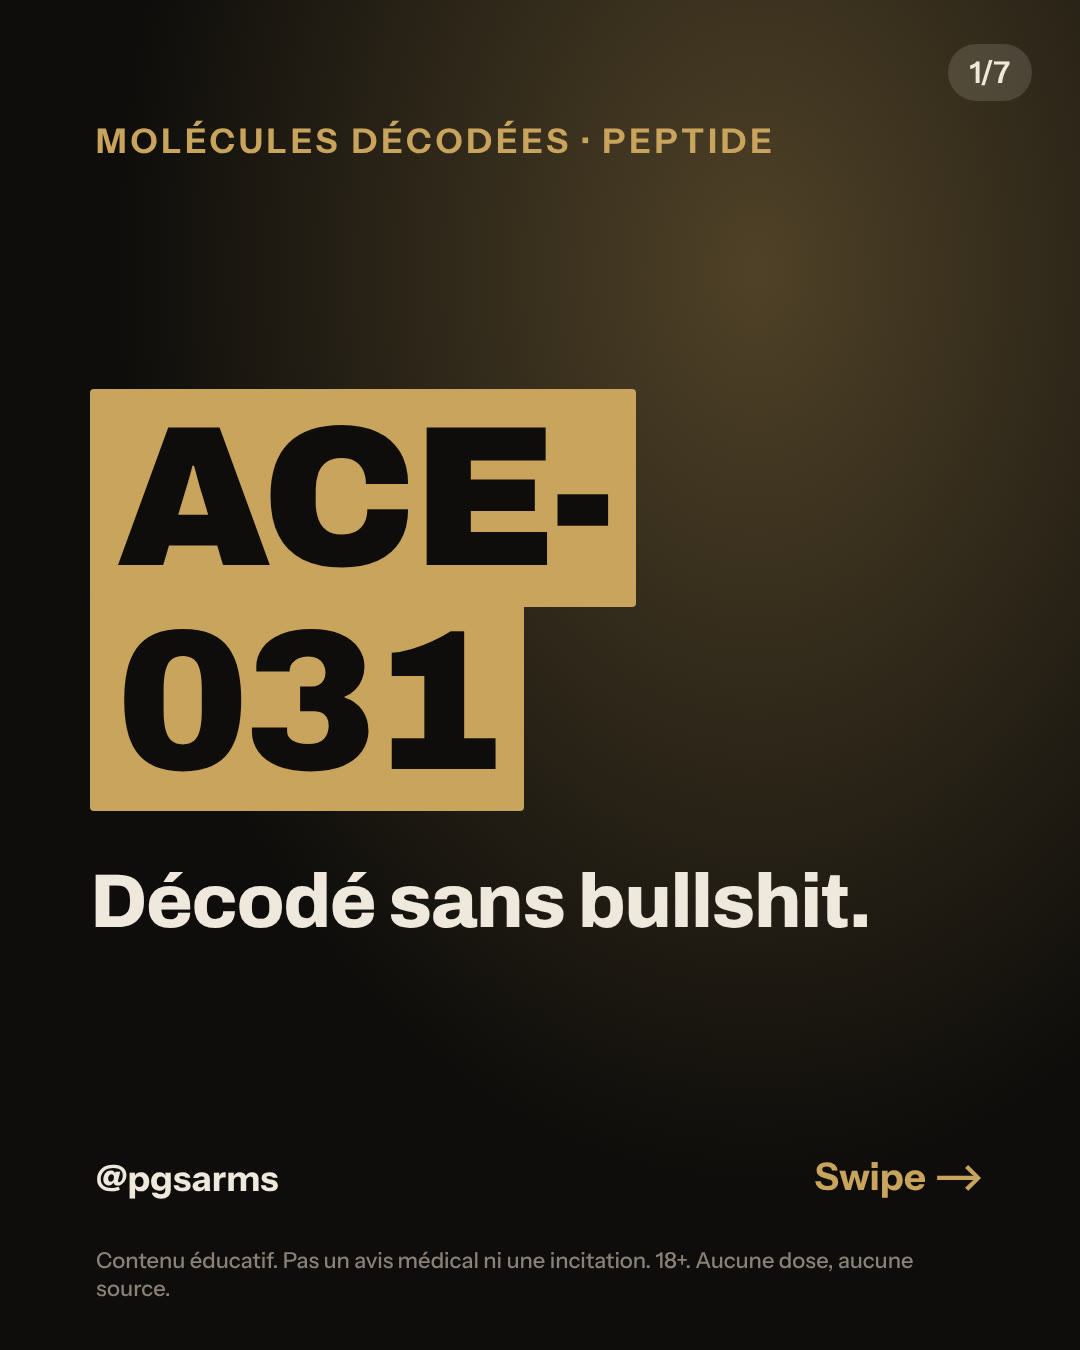 1/7
MOLÉCULES DÉCODÉES · PEPTIDE
ACE-
031
Décodé sans bullshit.
@pgsarms
Swipe →
Contenu éducatif. Pas un avis médical ni une incitation. 18+. Aucune dose, aucune
source.